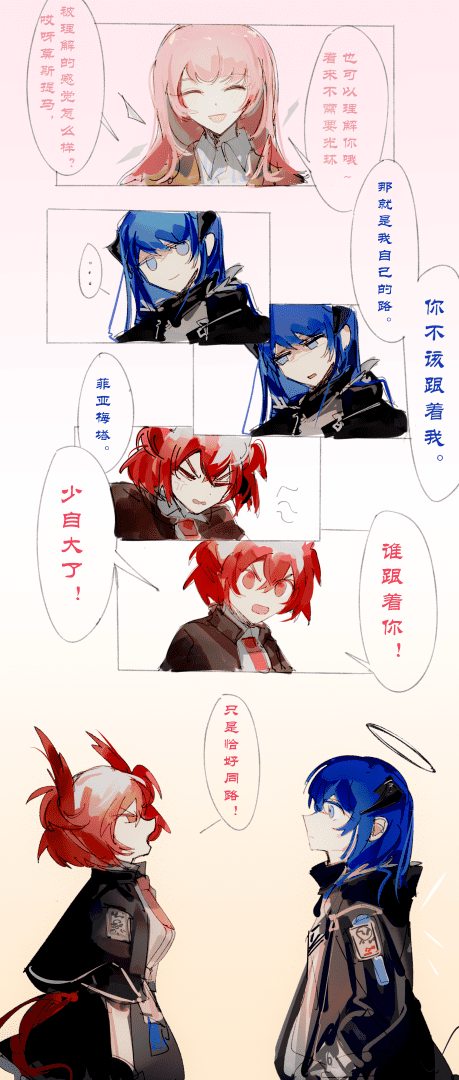 哎呀莫斯提马，
被理解的感觉怎么样？
看来不需要光环
也可以理解你哦~
...
那就是我自己的路。
你不该跟着我。
菲亚梅塔。
少自大了！
谁跟着你！
只是恰好同路！